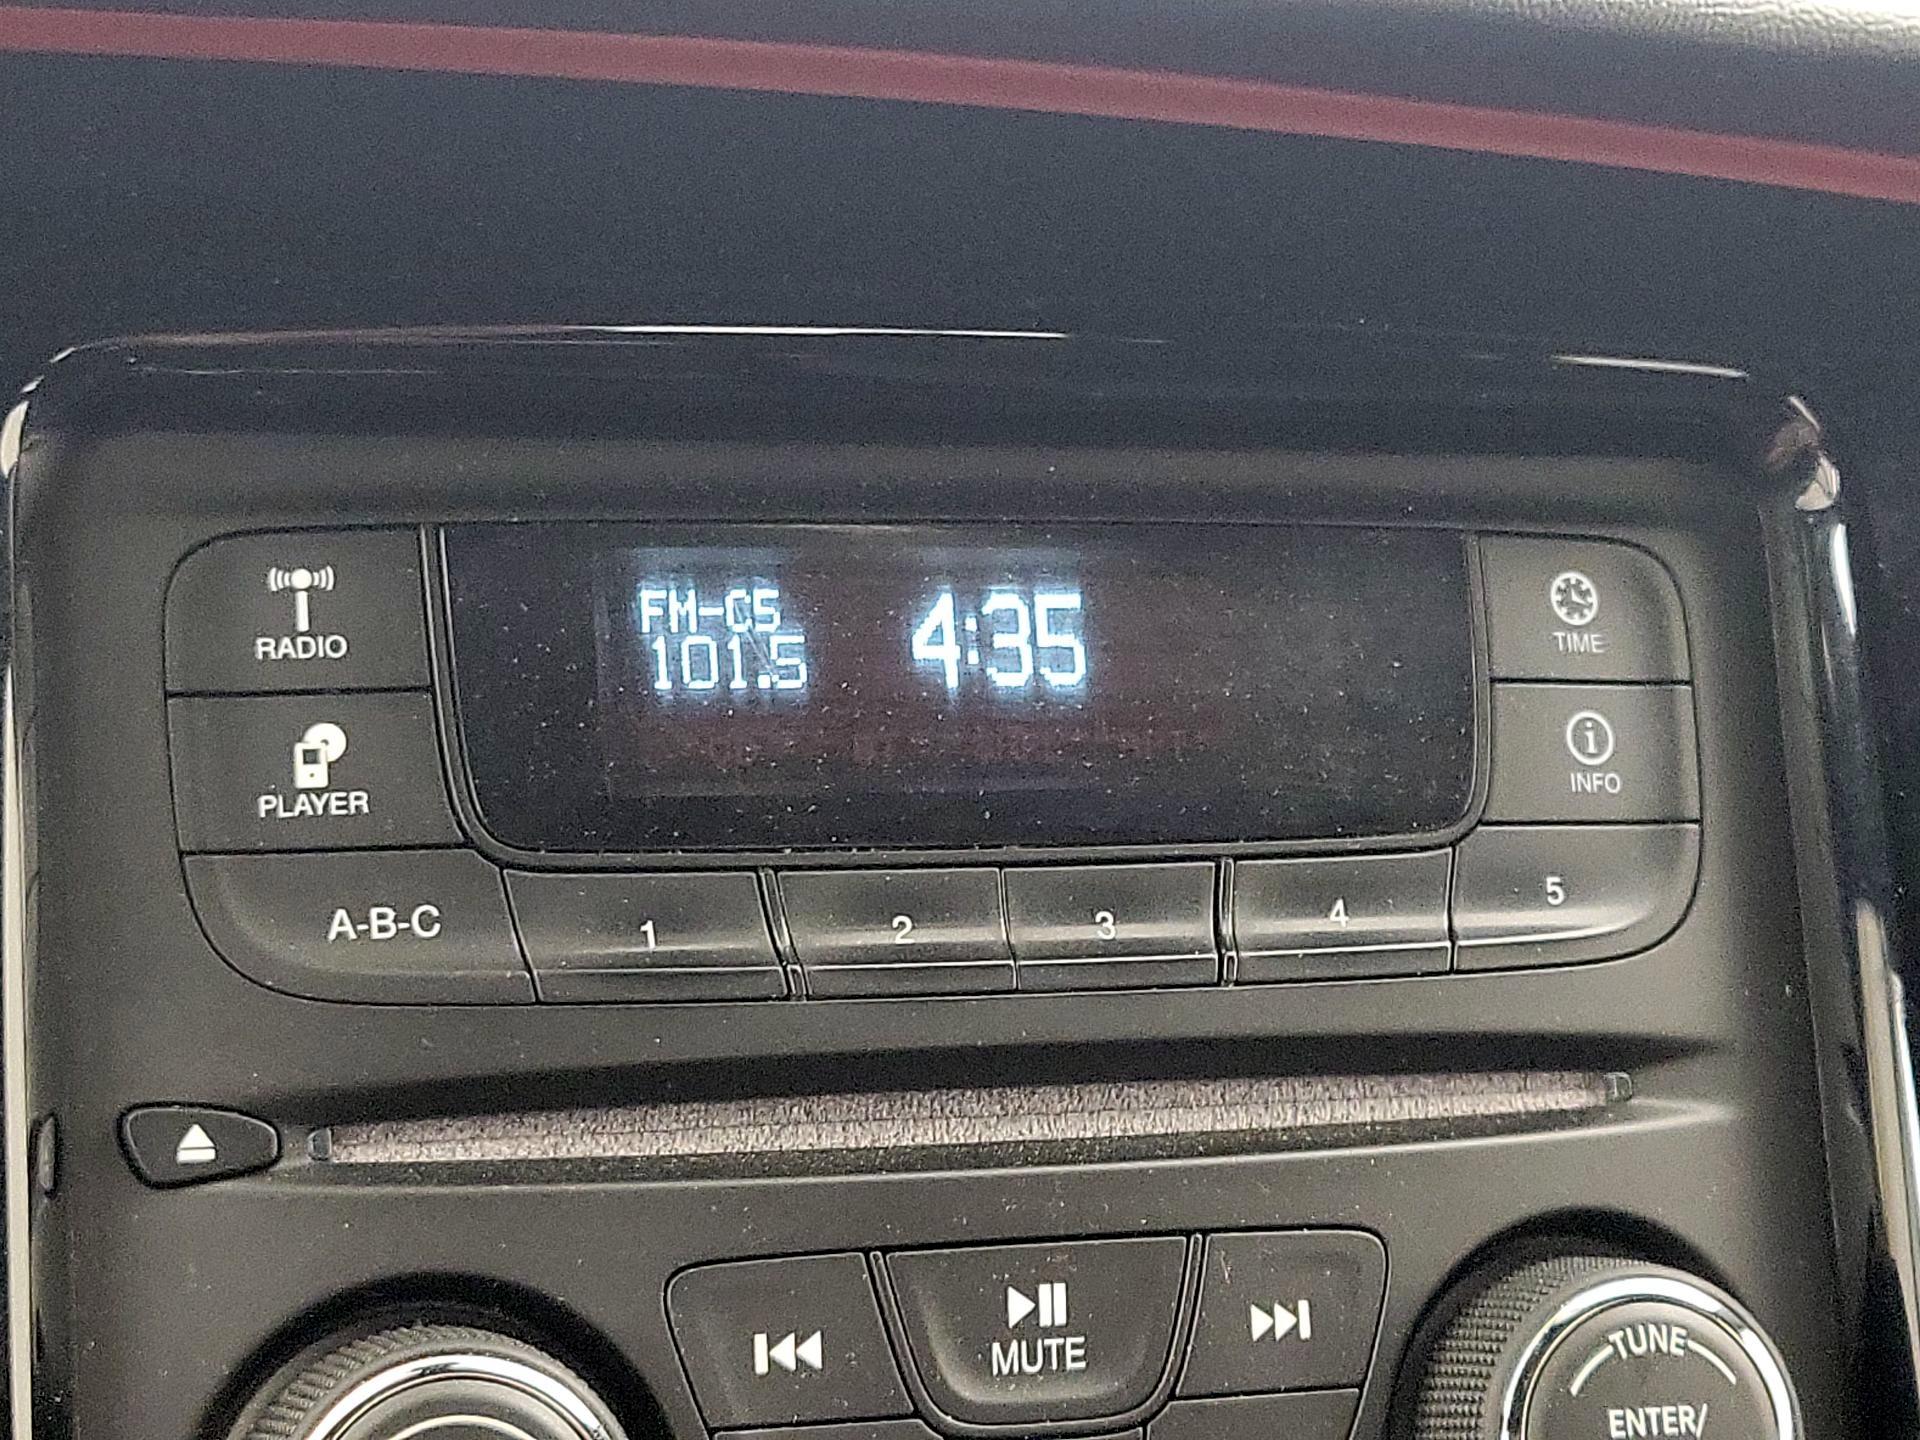 RADIO
FM-C5
101.5
4:35
TIME
PLAYER
INFO
A-B-C
1
2
3
4
5
MUTE
TUNE
ENTER/